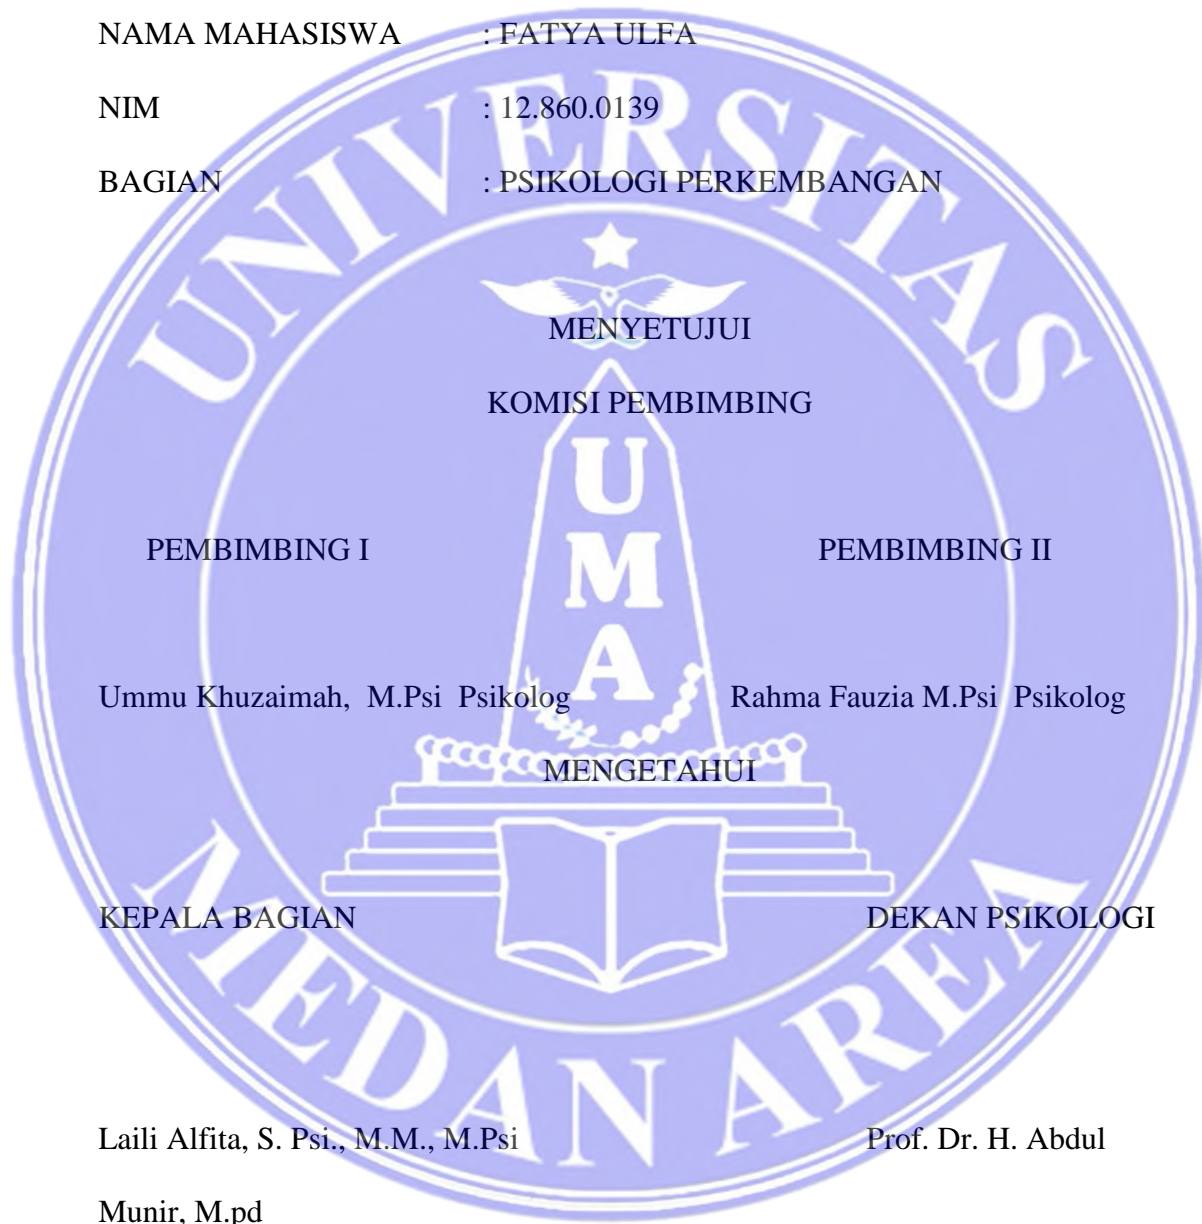 NAMA MAHASISWA : FATYA ULFA
NIM : 12.860.0139
BAGIAN : PSIKOLOGI PERKEMBANGAN
UNIVERSITAS
MENYETUJUI
KOMISI PEMBIMBING
UMA
PEMBIMBING I PEMBIMBING II
Ummu Khuzaimah, M.Psi Psikolog Rahma Fauzia M.Psi Psikolog
MENGETAHUI
KEPALA BAGIAN DEKAN PSIKOLOGI
MEDAN AREA
Laili Alfita, S. Psi., M.M., M.Psi Prof. Dr. H. Abdul
Munir, M.pd